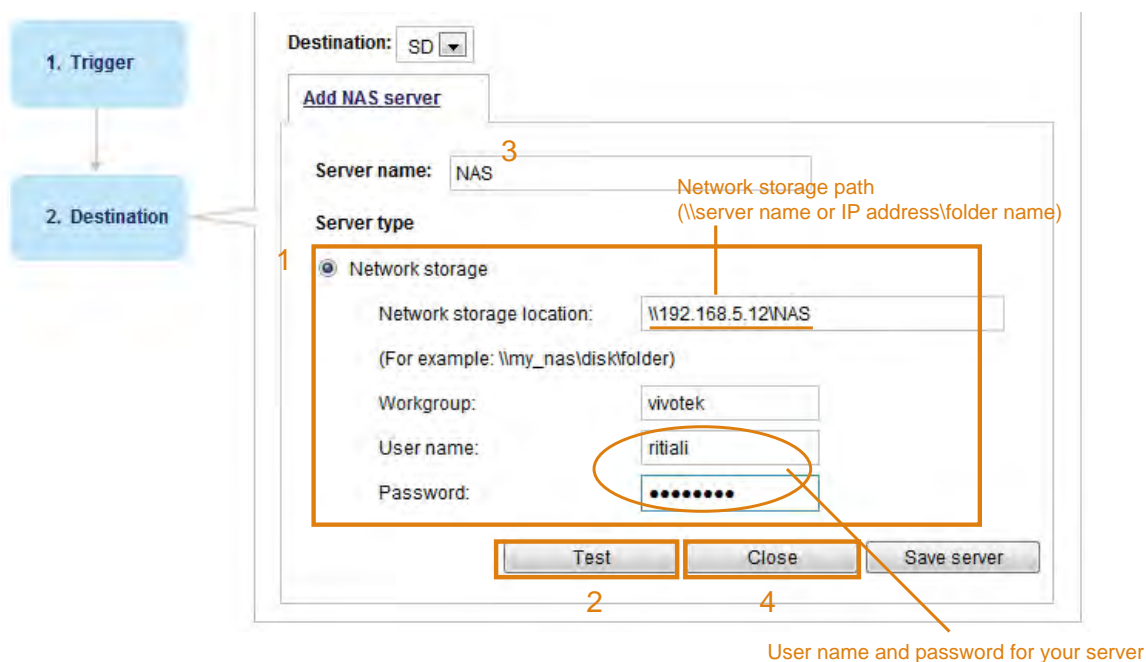 1. Trigger
2. Destination
Destination: SD
Add NAS server
3
Server name: NAS
Network storage path
(\\server name or IP address\folder name)
Server type
1
Network storage
Network storage location: \\192.168.5.12\NAS
(For example: \\my_nas\disk\folder)
Workgroup: vivotek
User name: ritiali
Password: ●●●●●●●●
Test Close Save server
2 4
User name and password for your server